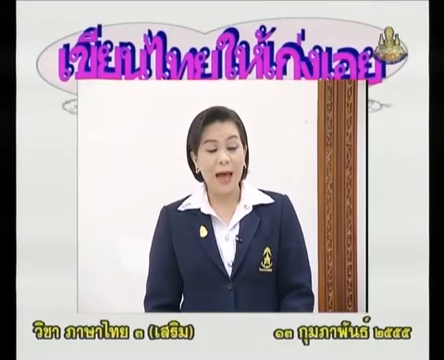 เขียนไทยให้เก่งเอย
วิชา ภาษาไทย ๓ (เสริม)
๑๓ กุมภาพันธ์ ๒๕๕๕